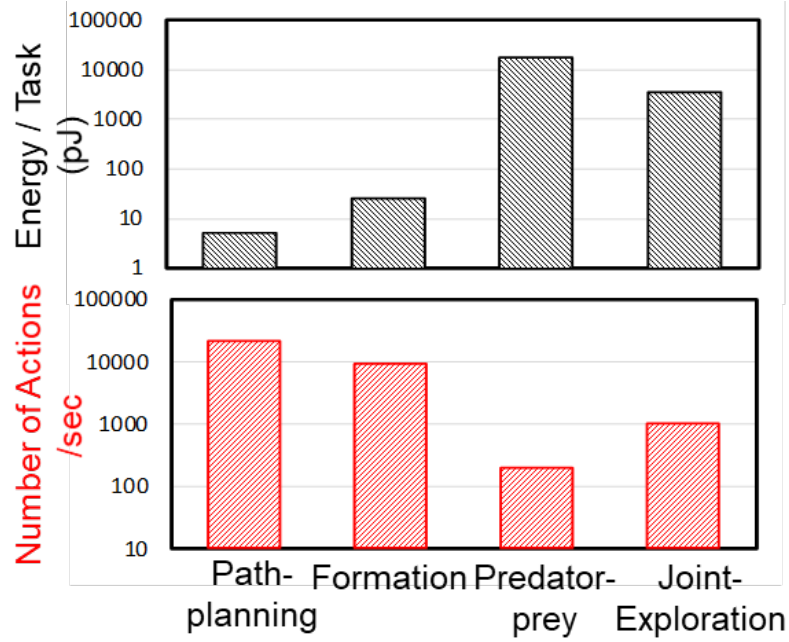 Energy / Task
(pJ)
100000
10000
1000
100
10
1
Number of Actions
/sec
100000
10000
1000
100
10
Path-
planning
Formation
Predator-
prey
Joint-
Exploration